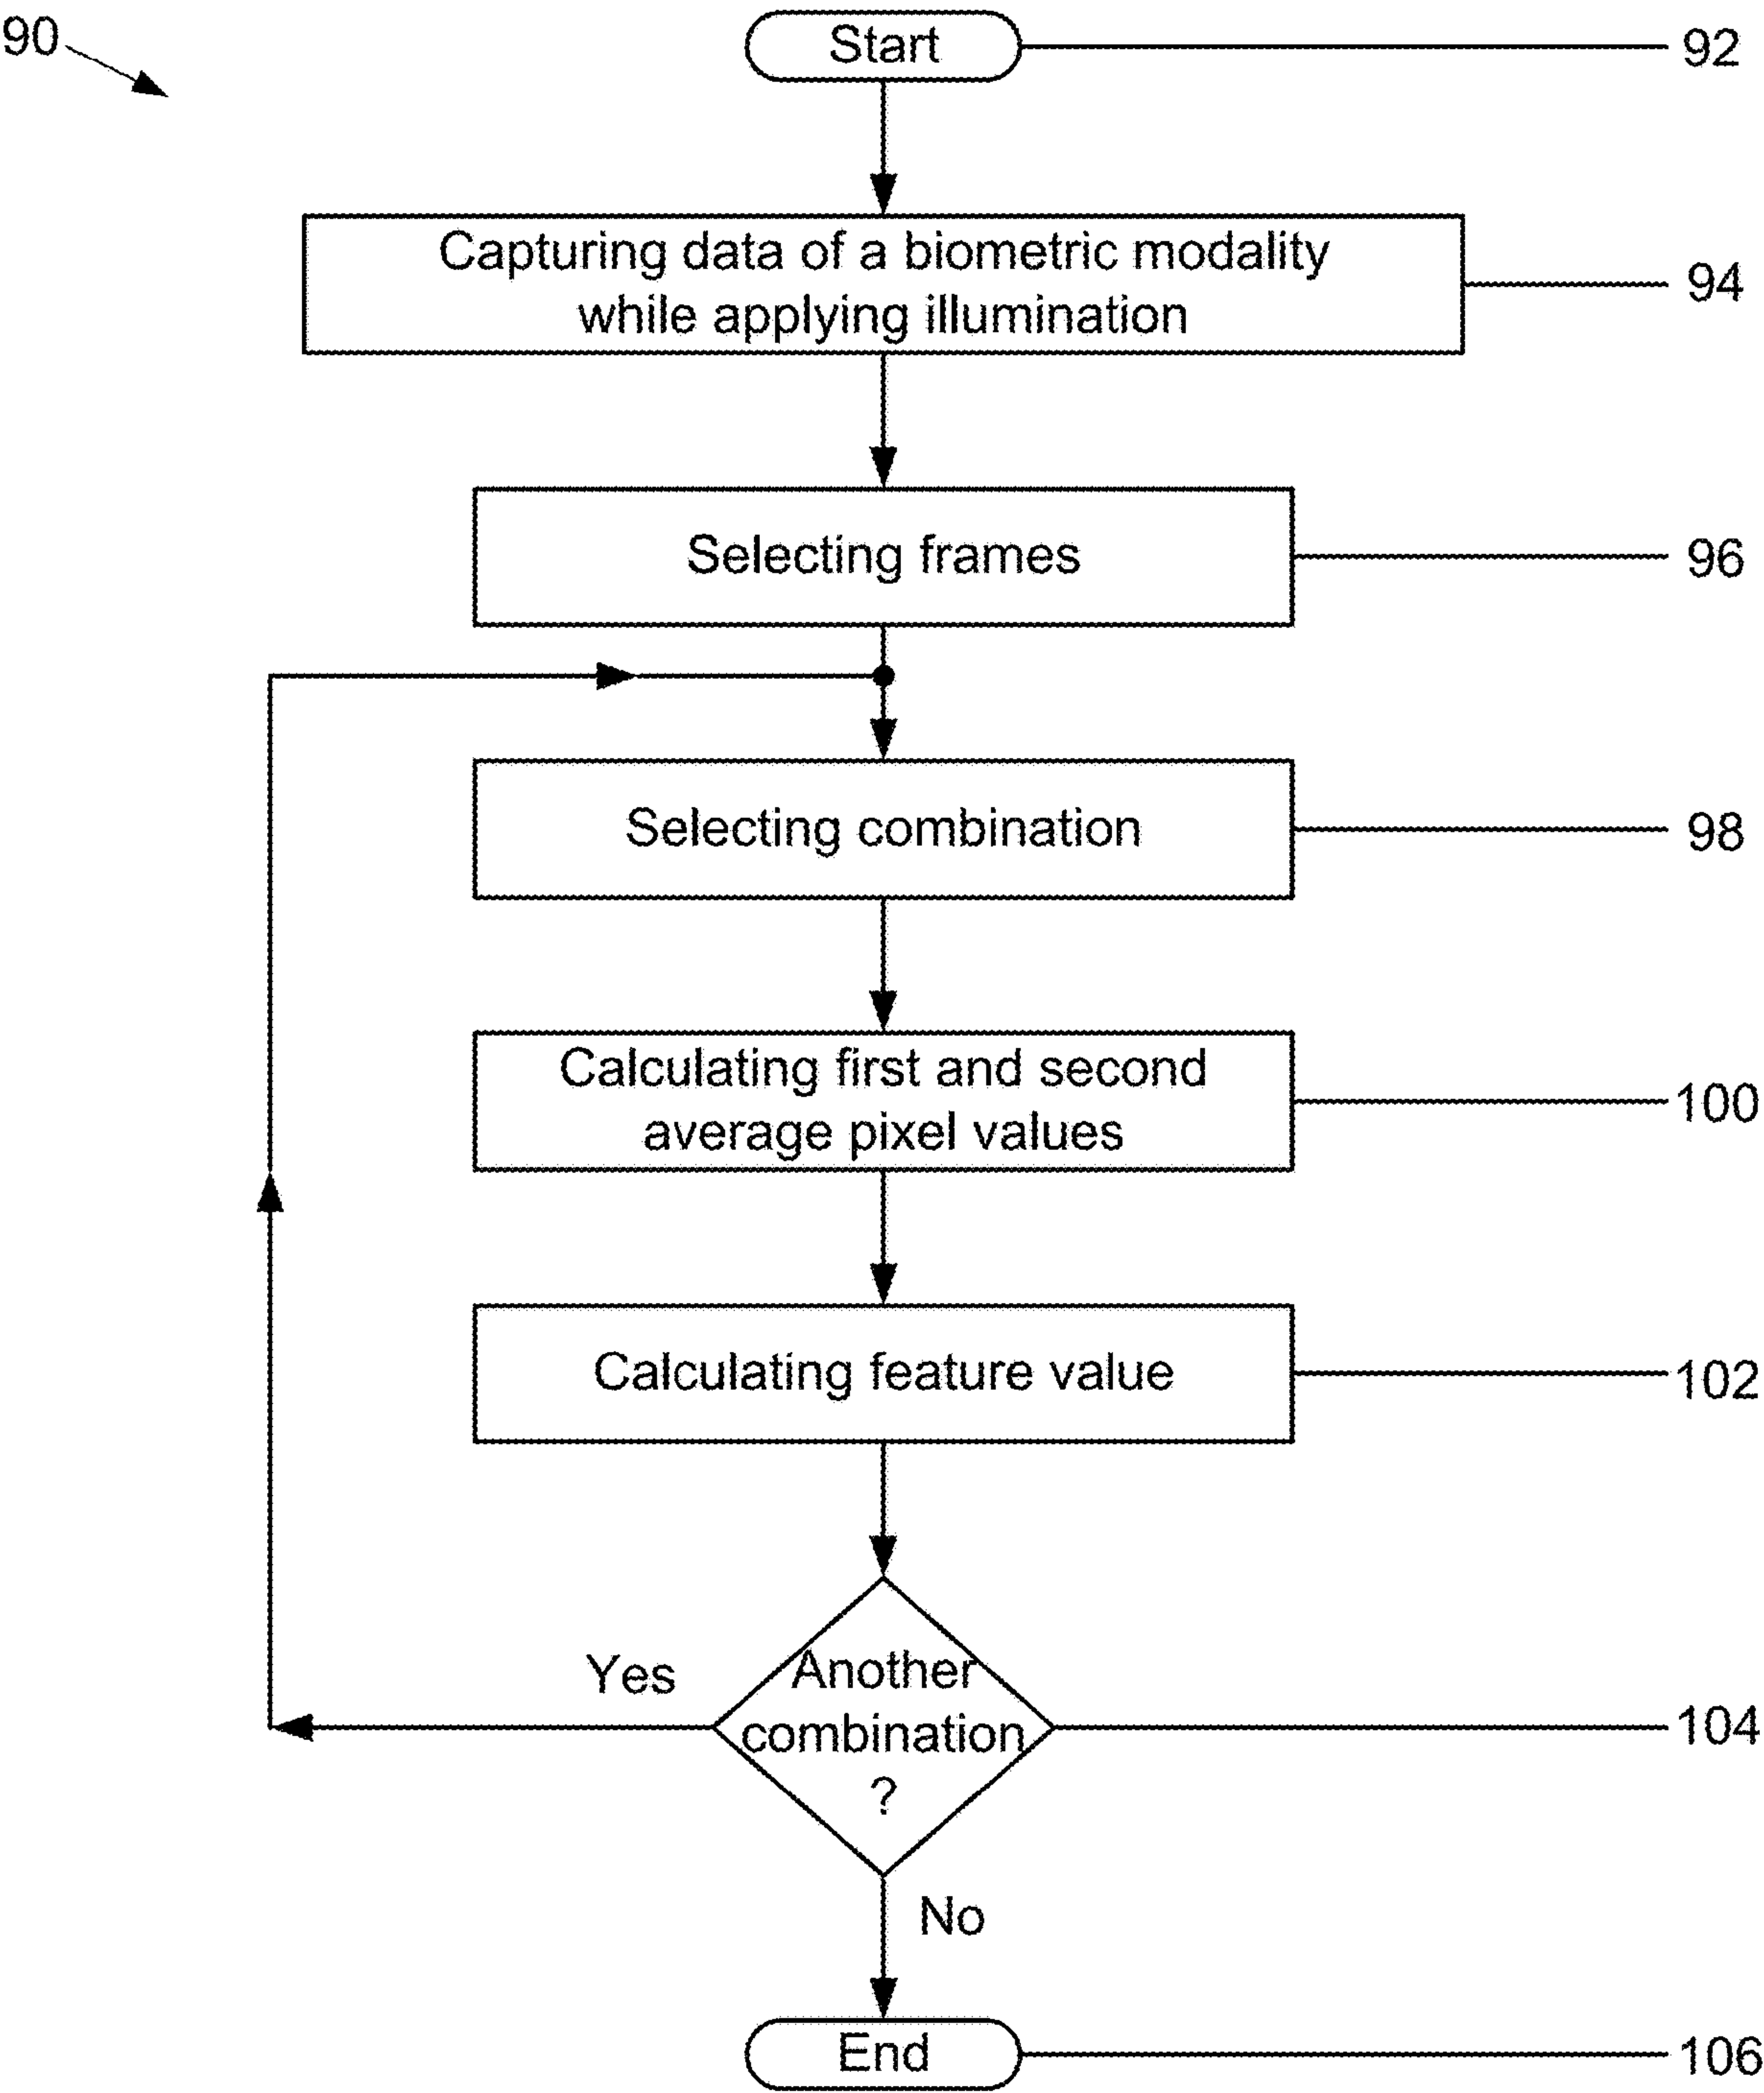 90
Start
92
Capturing data of a biometric modality
while applying illumination
94
Selecting frames
96
Selecting combination
98
Calculating first and second
average pixel values
100
Calculating feature value
102
Yes
Another
combination
?
104
No
End
106